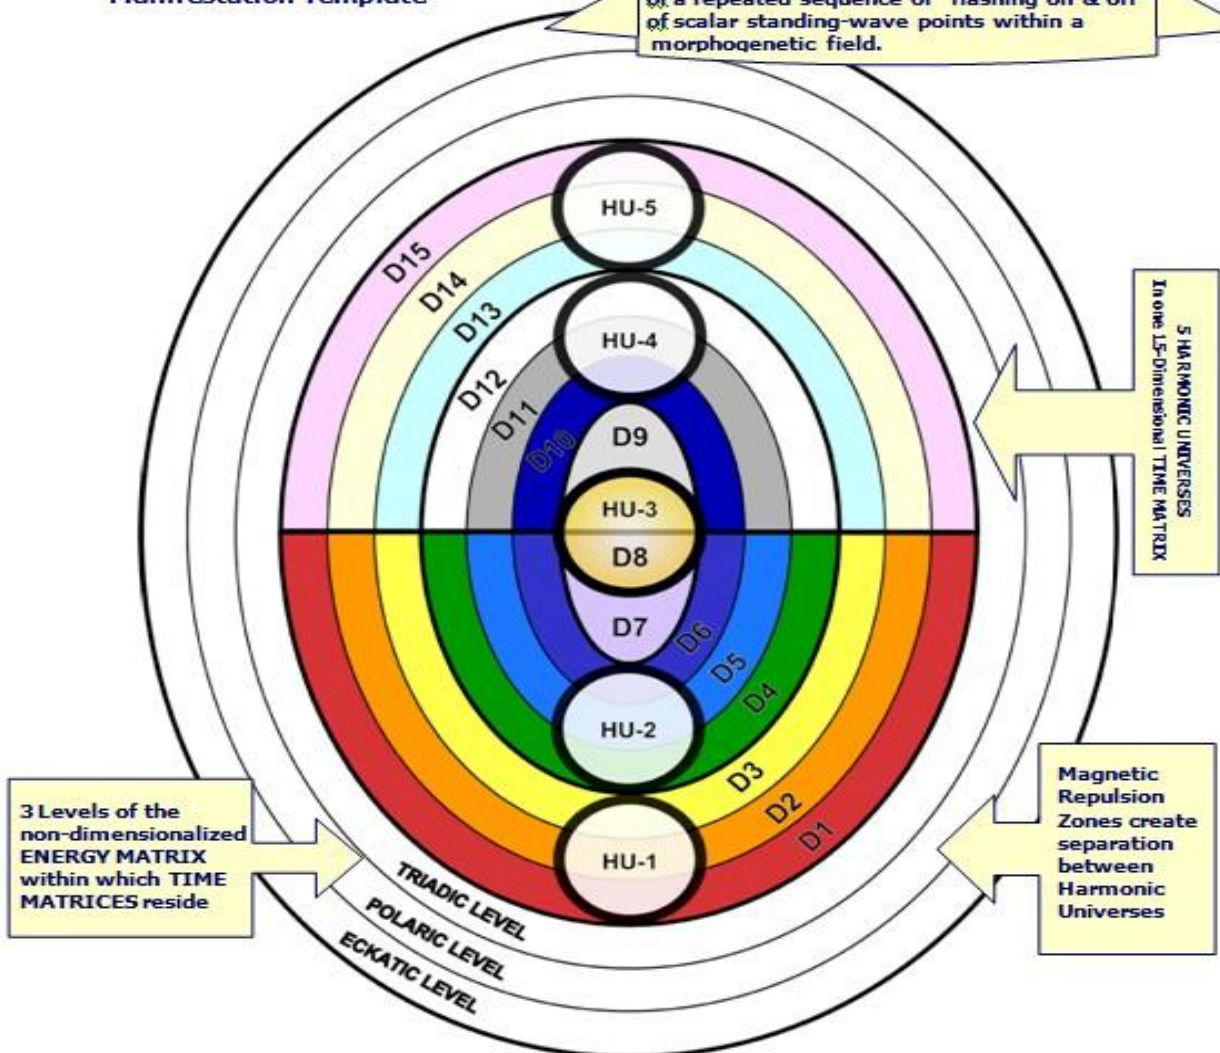 Manifestation Template
of a repeated sequence of "flashing on & off"
of scalar standing-wave points within a
morphogenetic field.
HU-5
D15
D14
D13
HU-4
D12
D11
D10
D9
HU-3
D8
D7
D6
D5
D4
HU-2
D3
D2
D1
HU-1
5 HARMONIC UNIVERSES
In one 15-Dimensional TIME MATRIX
Magnetic
Repulsion
Zones create
separation
between
Harmonic
Universes
3 Levels of the
non-dimensionalized
ENERGY MATRIX
within which TIME
MATRICES reside
TRIADIC LEVEL
POLARIC LEVEL
ECKATIC LEVEL